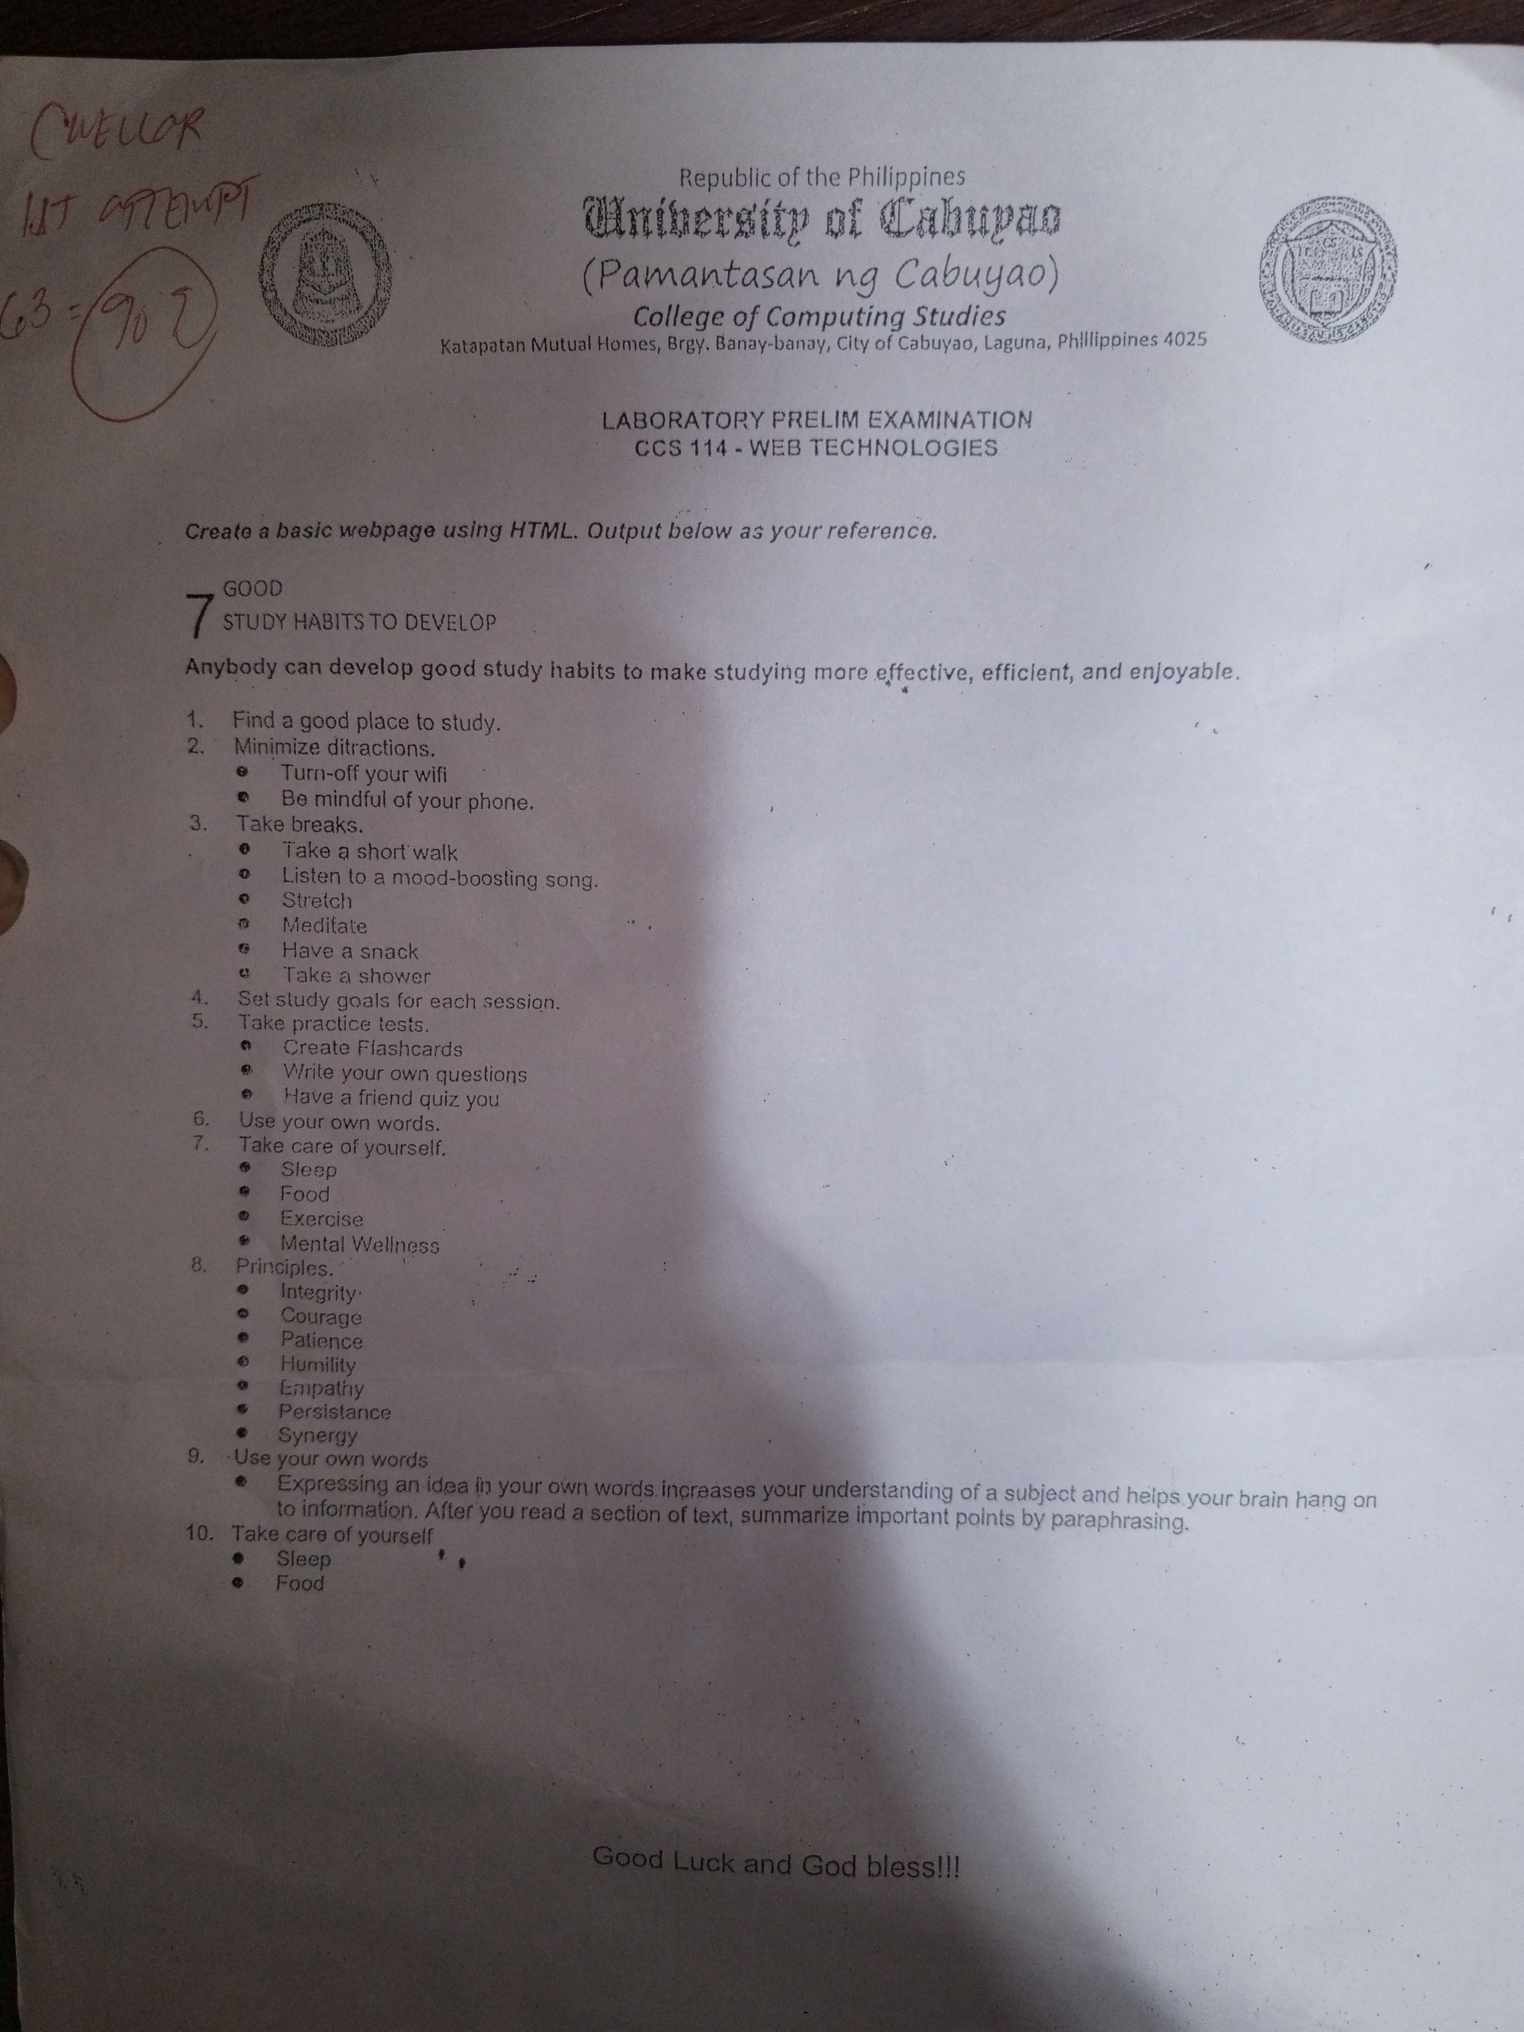 1ST ATTEMPT
63 = 90
Republic of the Philippines
University of Cabuyao
(Pamantasan ng Cabuyao)
College of Computing Studies
Katapatan Mutual Homes, Brgy. Banay-banay, City of Cabuyao, Laguna, Phlllippines 4025
LABORATORY PRELIM EXAMINATION
CCS 114 - WEB TECHNOLOGIES
Create a basic webpage using HTML. Output below as your reference.
7 GOOD
STUDY HABITS TO DEVELOP
Anybody can develop good study habits to make studying more effective, efficient, and enjoyable.
1. Find a good place to study.
2. Minimize ditractions.
• Turn-off your wifi
• Be mindful of your phone.
3. Take breaks.
• Take a short walk
• Listen to a mood-boosting song.
• Stretch
• Meditate
• Have a snack
• Take a shower
4. Set study goals for each session.
5. Take practice tests.
• Create Flashcards
• Write your own questions
• Have a friend quiz you
6. Use your own words.
7. Take care of yourself.
• Sleep
• Food
• Exercise
• Mental Wellness
8. Principles.
• Integrity
• Courage
• Patience
• Humility
• Empathy
• Persistance
• Synergy
9. Use your own words
• Expressing an idea in your own words increases your understanding of a subject and helps your brain hang on
to information. After you read a section of text, summarize important points by paraphrasing.
10. Take care of yourself
• Sleep
• Food
Good Luck and God bless!!!